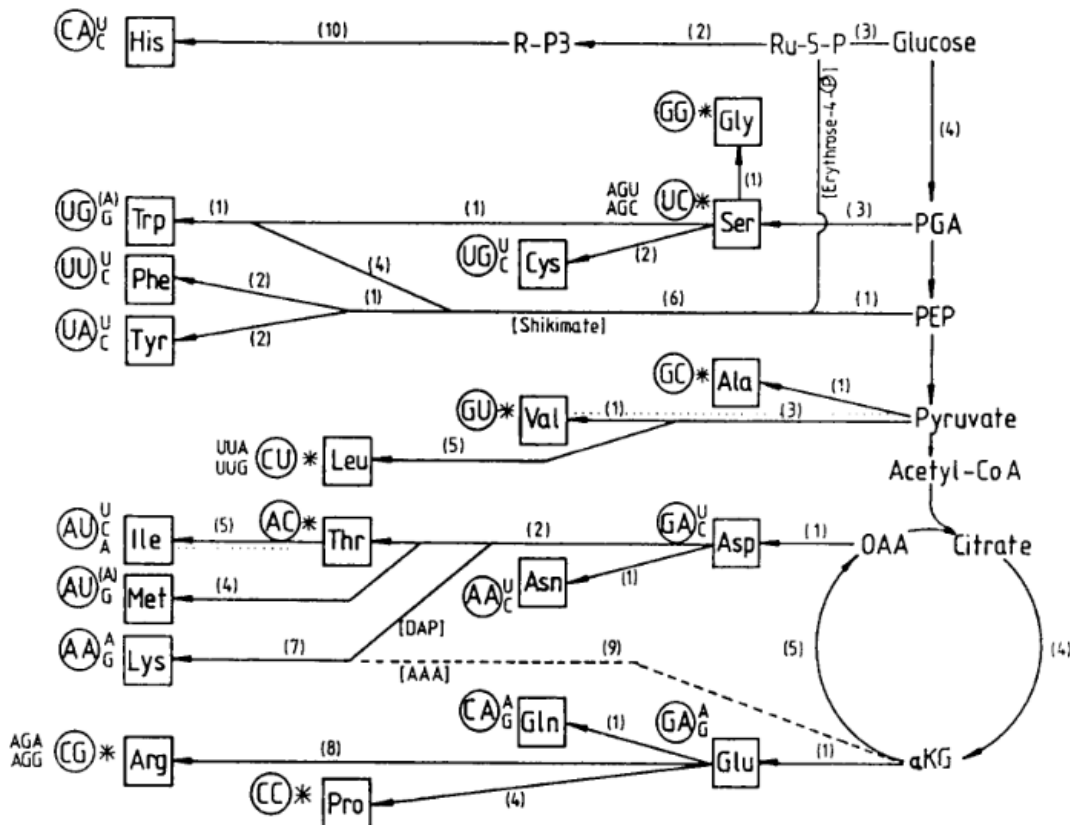 CA U C His (10) R-P3 (2) Ru-5-P (3) Glucose
[Erythrose-4-P]
(4)
GG * Gly
(1)
AGU AGC UC * Ser (3) PGA
UG (A) G Trp (1) (1)
UG U C Cys (2)
UU U C Phe (2) (4)
(1) (6) (1) PEP
[Shikimate]
UA U C Tyr (2)
GC * Ala (1)
GU * Val (1) (3) Pyruvate
UUA UUG CU * Leu (5)
Acetyl-CoA
AU U C A Ile (5) AC * Thr (2) GA U C Asp (1) OAA Citrate
AU (A) G Met (4) AA U C Asn (1)
[DAP]
AA A G Lys (7) (9) (5) (4)
[AAA]
CA A G Gln (1) GA A G
AGA AGG CG * Arg (8) Glu (1) αKG
CC * Pro (4)